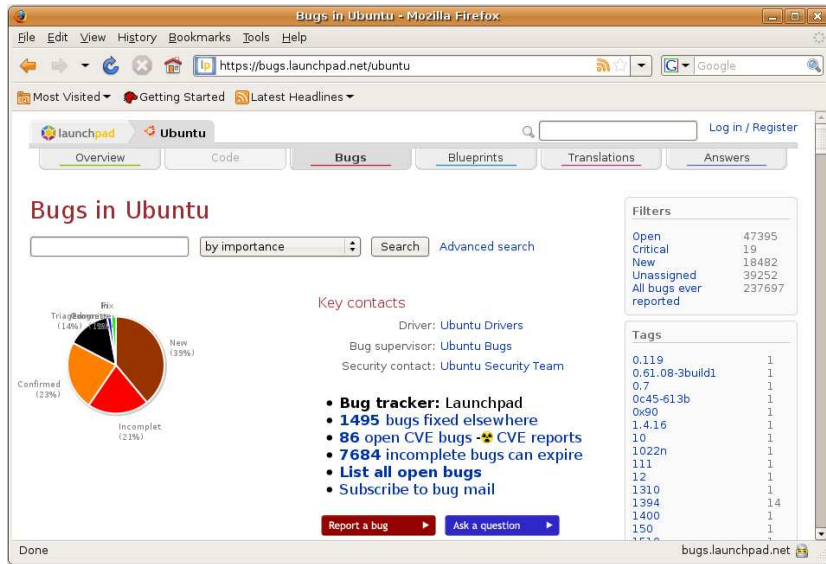 Bugs in Ubuntu - Mozilla Firefox
File Edit View History Bookmarks Tools Help
lp https://bugs.launchpad.net/ubuntu
G Google
Most Visited Getting Started Latest Headlines
launchpad Ubuntu
Log in / Register
Overview Code Bugs Blueprints Translations Answers
Bugs in Ubuntu
by importance Search Advanced search
New
(39%)
Incomplet
(21%)
Confirmed
(23%)
(14%)
Fix
Key contacts
Driver: Ubuntu Drivers
Bug supervisor: Ubuntu Bugs
Security contact: Ubuntu Security Team
• Bug tracker: Launchpad
• 1495 bugs fixed elsewhere
• 86 open CVE bugs - CVE reports
• 7684 incomplete bugs can expire
• List all open bugs
• Subscribe to bug mail
Report a bug Ask a question
Filters
Open 47395
Critical 19
New 18482
Unassigned 39252
All bugs ever 237697
reported
Tags
0.119 1
0.61.08-3build1 1
0.7 1
0c45-613b 1
0x90 1
1.4.16 1
10 1
1022n 1
111 1
12 1
1310 1
1394 14
1400 1
150 1
Done bugs.launchpad.net